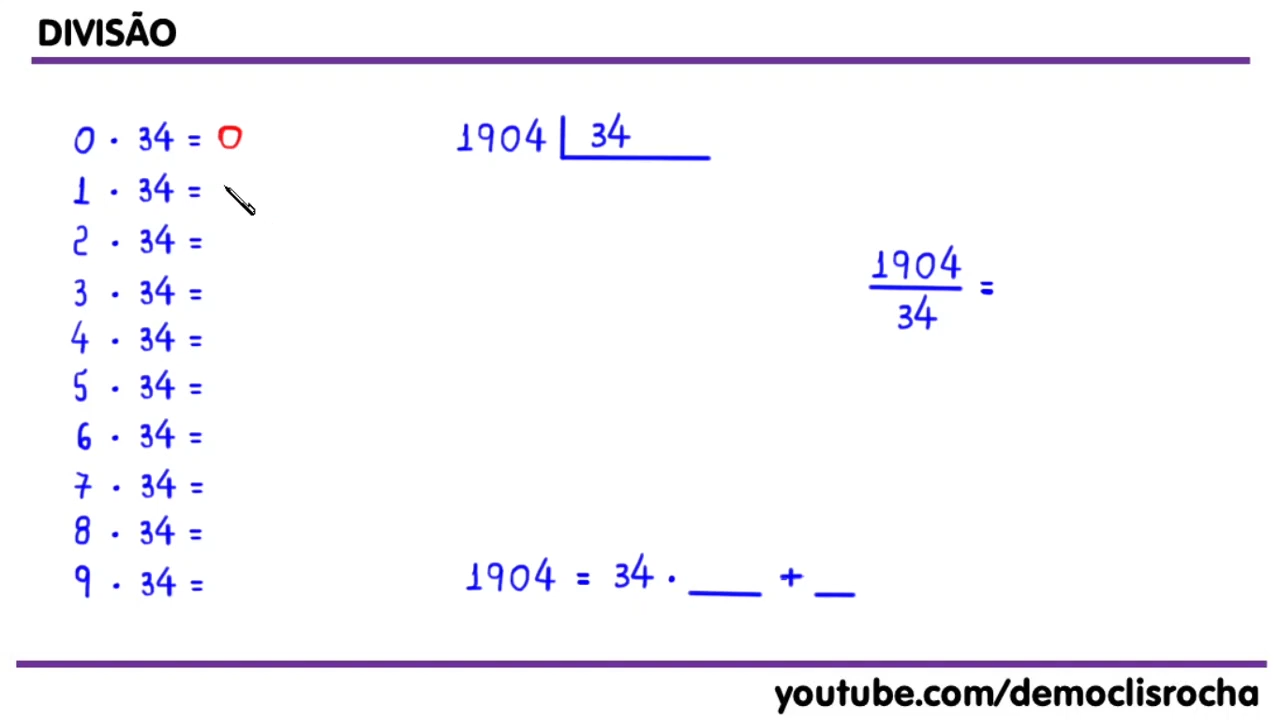 DIVISÃO
0 · 34 = 0
1 · 34 =
2 · 34 =
3 · 34 =
4 · 34 =
5 · 34 =
6 · 34 =
7 · 34 =
8 · 34 =
9 · 34 =
1904 | 34
1904
34
=
1904 = 34 · ___ + __
youtube.com/democlisrocha